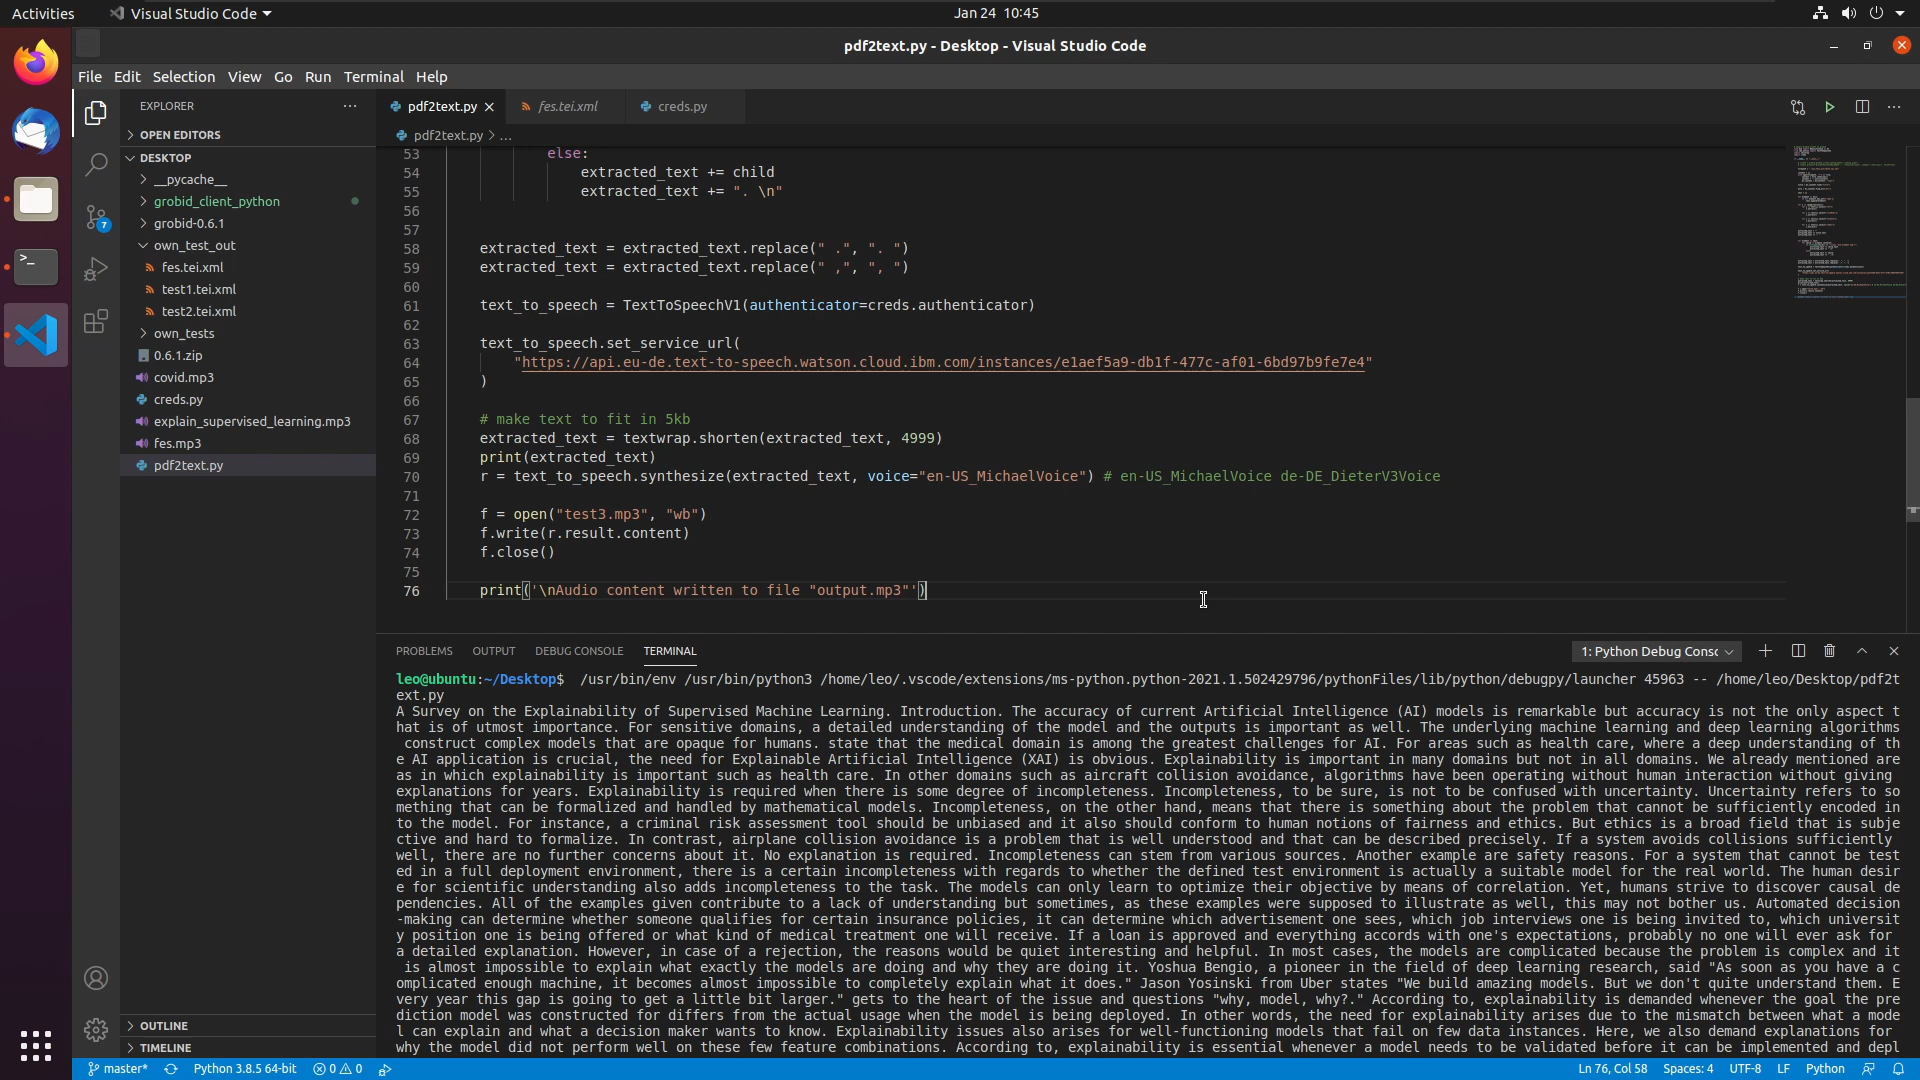 Activities
Visual Studio Code
Jan 24 10:45
pdf2text.py - Desktop - Visual Studio Code
File Edit Selection View Go Run Terminal Help
EXPLORER
OPEN EDITORS
DESKTOP
__pycache__
grobid_client_python
grobid-0.6.1
own_test_out
fes.tei.xml
test1.tei.xml
test2.tei.xml
own_tests
0.6.1.zip
covid.mp3
creds.py
explain_supervised_learning.mp3
fes.mp3
pdf2text.py
OUTLINE
TIMELINE
7
pdf2text.py
fes.tei.xml
creds.py
pdf2text.py > ...
53 else:
54 extracted_text += child
55 extracted_text += ". \n"
56
57
58 extracted_text = extracted_text.replace(" .", ". ")
59 extracted_text = extracted_text.replace(" ,", ", ")
60
61 text_to_speech = TextToSpeechV1(authenticator=creds.authenticator)
62
63 text_to_speech.set_service_url(
64 "https://api.eu-de.text-to-speech.watson.cloud.ibm.com/instances/e1aef5a9-db1f-477c-af01-6bd97b9fe7e4"
65 )
66
67 # make text to fit in 5kb
68 extracted_text = textwrap.shorten(extracted_text, 4999)
69 print(extracted_text)
70 r = text_to_speech.synthesize(extracted_text, voice="en-US_MichaelVoice") # en-US_MichaelVoice de-DE_DieterV3Voice
71
72 f = open("test3.mp3", "wb")
73 f.write(r.result.content)
74 f.close()
75
76 print('\nAudio content written to file "output.mp3"')
PROBLEMS OUTPUT DEBUG CONSOLE TERMINAL
1: Python Debug Consc
leo@ubuntu:~/Desktop$ /usr/bin/env /usr/bin/python3 /home/leo/.vscode/extensions/ms-python.python-2021.1.502429796/pythonFiles/lib/python/debugpy/launcher 45963 -- /home/leo/Desktop/pdf2t
ext.py
A Survey on the Explainability of Supervised Machine Learning. Introduction. The accuracy of current Artificial Intelligence (AI) models is remarkable but accuracy is not the only aspect t
hat is of utmost importance. For sensitive domains, a detailed understanding of the model and the outputs is important as well. The underlying machine learning and deep learning algorithms
construct complex models that are opaque for humans. state that the medical domain is among the greatest challenges for AI. For areas such as health care, where a deep understanding of th
e AI application is crucial, the need for Explainable Artificial Intelligence (XAI) is obvious. Explainability is important in many domains but not in all domains. We already mentioned are
as in which explainability is important such as health care. In other domains such as aircraft collision avoidance, algorithms have been operating without human interaction without giving
explanations for years. Explainability is required when there is some degree of incompleteness. Incompleteness, to be sure, is not to be confused with uncertainty. Uncertainty refers to so
mething that can be formalized and handled by mathematical models. Incompleteness, on the other hand, means that there is something about the problem that cannot be sufficiently encoded in
to the model. For instance, a criminal risk assessment tool should be unbiased and it also should conform to human notions of fairness and ethics. But ethics is a broad field that is subje
ctive and hard to formalize. In contrast, airplane collision avoidance is a problem that is well understood and that can be described precisely. If a system avoids collisions sufficiently
well, there are no further concerns about it. No explanation is required. Incompleteness can stem from various sources. Another example are safety reasons. For a system that cannot be test
ed in a full deployment environment, there is a certain incompleteness with regards to whether the defined test environment is actually a suitable model for the real world. The human desir
e for scientific understanding also adds incompleteness to the task. The models can only learn to optimize their objective by means of correlation. Yet, humans strive to discover causal de
pendencies. All of the examples given contribute to a lack of understanding but sometimes, as these examples were supposed to illustrate as well, this may not bother us. Automated decision
-making can determine whether someone qualifies for certain insurance policies, it can determine which advertisement one sees, which job interviews one is being invited to, which universit
y position one is being offered or what kind of medical treatment one will receive. If a loan is approved and everything accords with one's expectations, probably no one will ever ask for
a detailed explanation. However, in case of a rejection, the reasons would be quiet interesting and helpful. In most cases, the models are complicated because the problem is complex and it
is almost impossible to explain what exactly the models are doing and why they are doing it. Yoshua Bengio, a pioneer in the field of deep learning research, said "As soon as you have a c
omplicated enough machine, it becomes almost impossible to completely explain what it does." Jason Yosinski from Uber states "We build amazing models. But we don't quite understand them. E
very year this gap is going to get a little bit larger." gets to the heart of the issue and questions "why, model, why?." According to, explainability is demanded whenever the goal the pre
diction model was constructed for differs from the actual usage when the model is being deployed. In other words, the need for explainability arises due to the mismatch between what a mode
l can explain and what a decision maker wants to know. Explainability issues also arises for well-functioning models that fail on few data instances. Here, we also demand explanations for
why the model did not perform well on these few feature combinations. According to, explainability is essential whenever a model needs to be validated before it can be implemented and depl
master* Python 3.8.5 64-bit 0 0 Ln 76, Col 58 Spaces: 4 UTF-8 LF Python